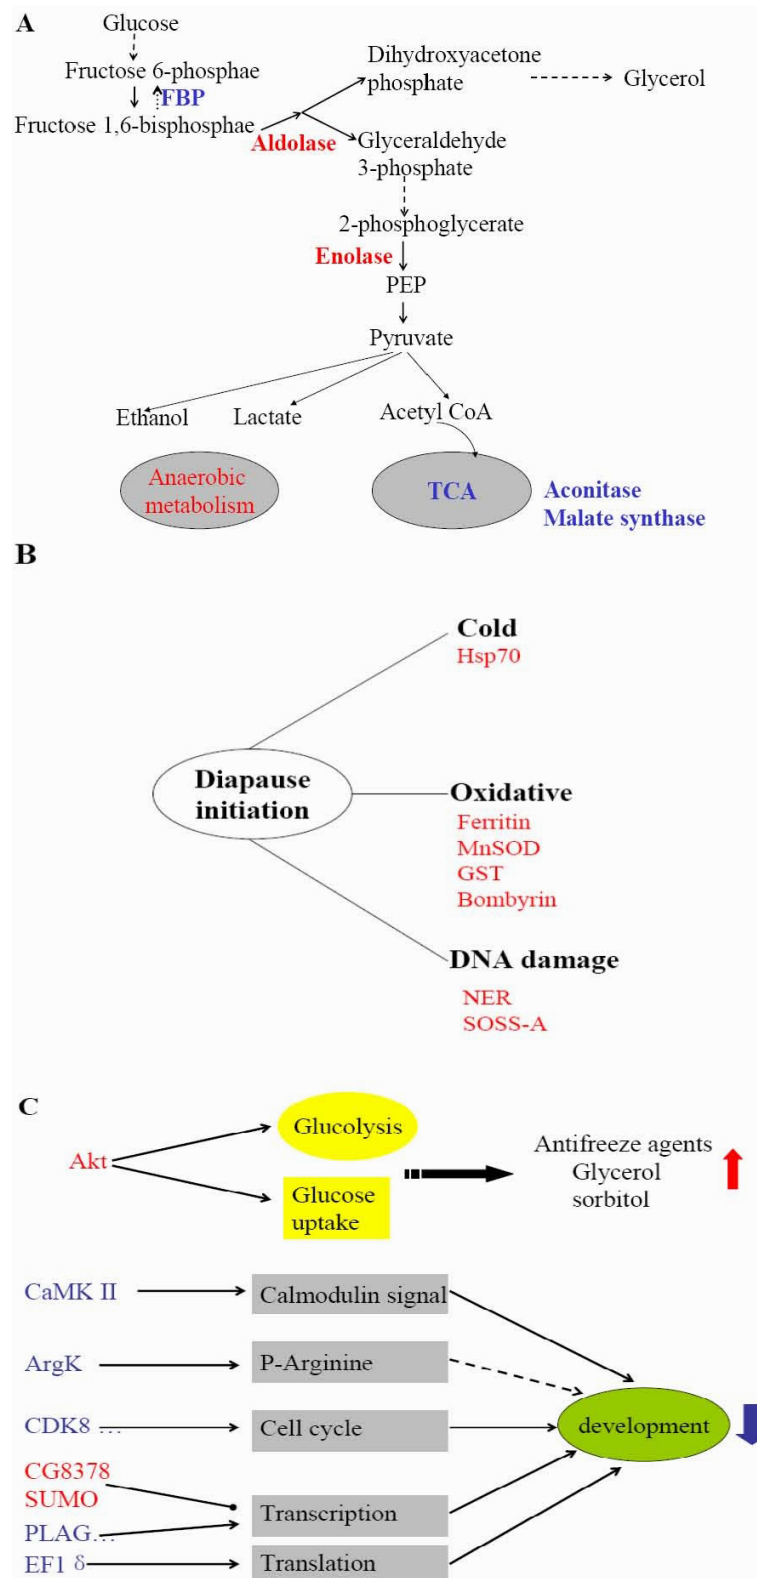 A
Glucose
Fructose 6-phosphae
FBP
Fructose 1,6-bisphosphae
Aldolase
Dihydroxyacetone
phosphate
Glycerol
Glyceraldehyde
3-phosphate
2-phosphoglycerate
Enolase
PEP
Pyruvate
Ethanol
Lactate
Acetyl CoA
Anaerobic
metabolism
TCA
Aconitase
Malate synthase
B
Cold
Hsp70
Diapause
initiation
Oxidative
Ferritin
MnSOD
GST
Bombyrin
DNA damage
NER
SOSS-A
C
Akt
Glucolysis
Glucose
uptake
Antifreeze agents
Glycerol
sorbitol
CaMK II
Calmodulin signal
ArgK
P-Arginine
CDK8 ...
Cell cycle
development
CG8378
SUMO
PLAG...
Transcription
EF1 δ
Translation